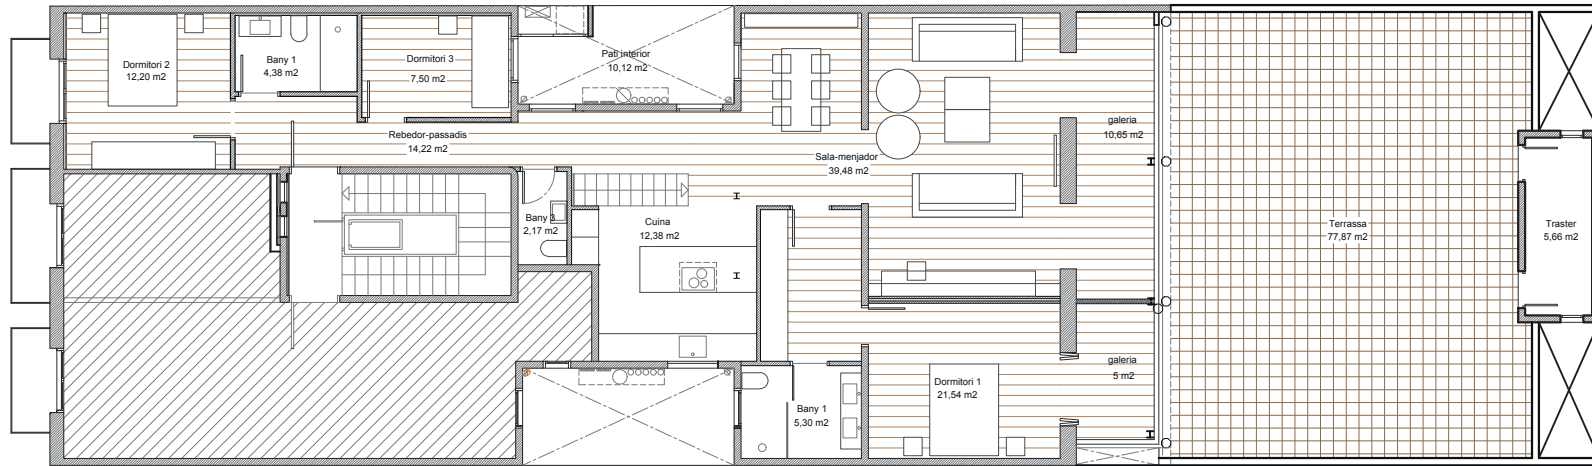 Dormitori 2
12,20 m2
Bany 1
4,38 m2
Dormitori 3
7,50 m2
Pati interior
10,12 m2
galeria
10,65 m2
Rebedor-passadis
14,22 m2
Sala-menjador
39,48 m2
Bany 3
2,17 m2
Cuina
12,38 m2
Terrassa
77,87 m2
Traster
5,66 m2
galeria
5 m2
Dormitori 1
21,54 m2
Bany 1
5,30 m2